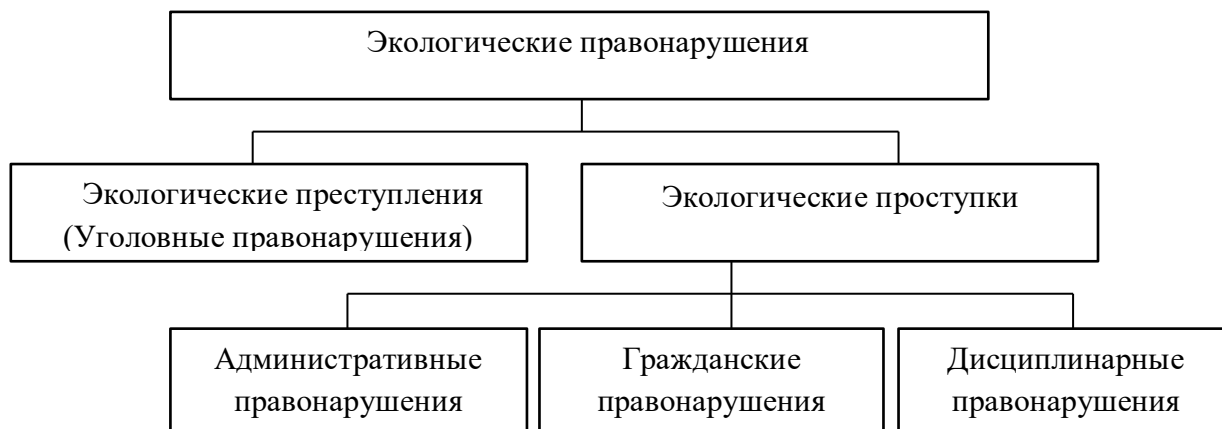 Экологические правонарушения
Экологические преступления
(Уголовные правонарушения)
Экологические проступки
Административные
правонарушения
Гражданские
правонарушения
Дисциплинарные
правонарушения